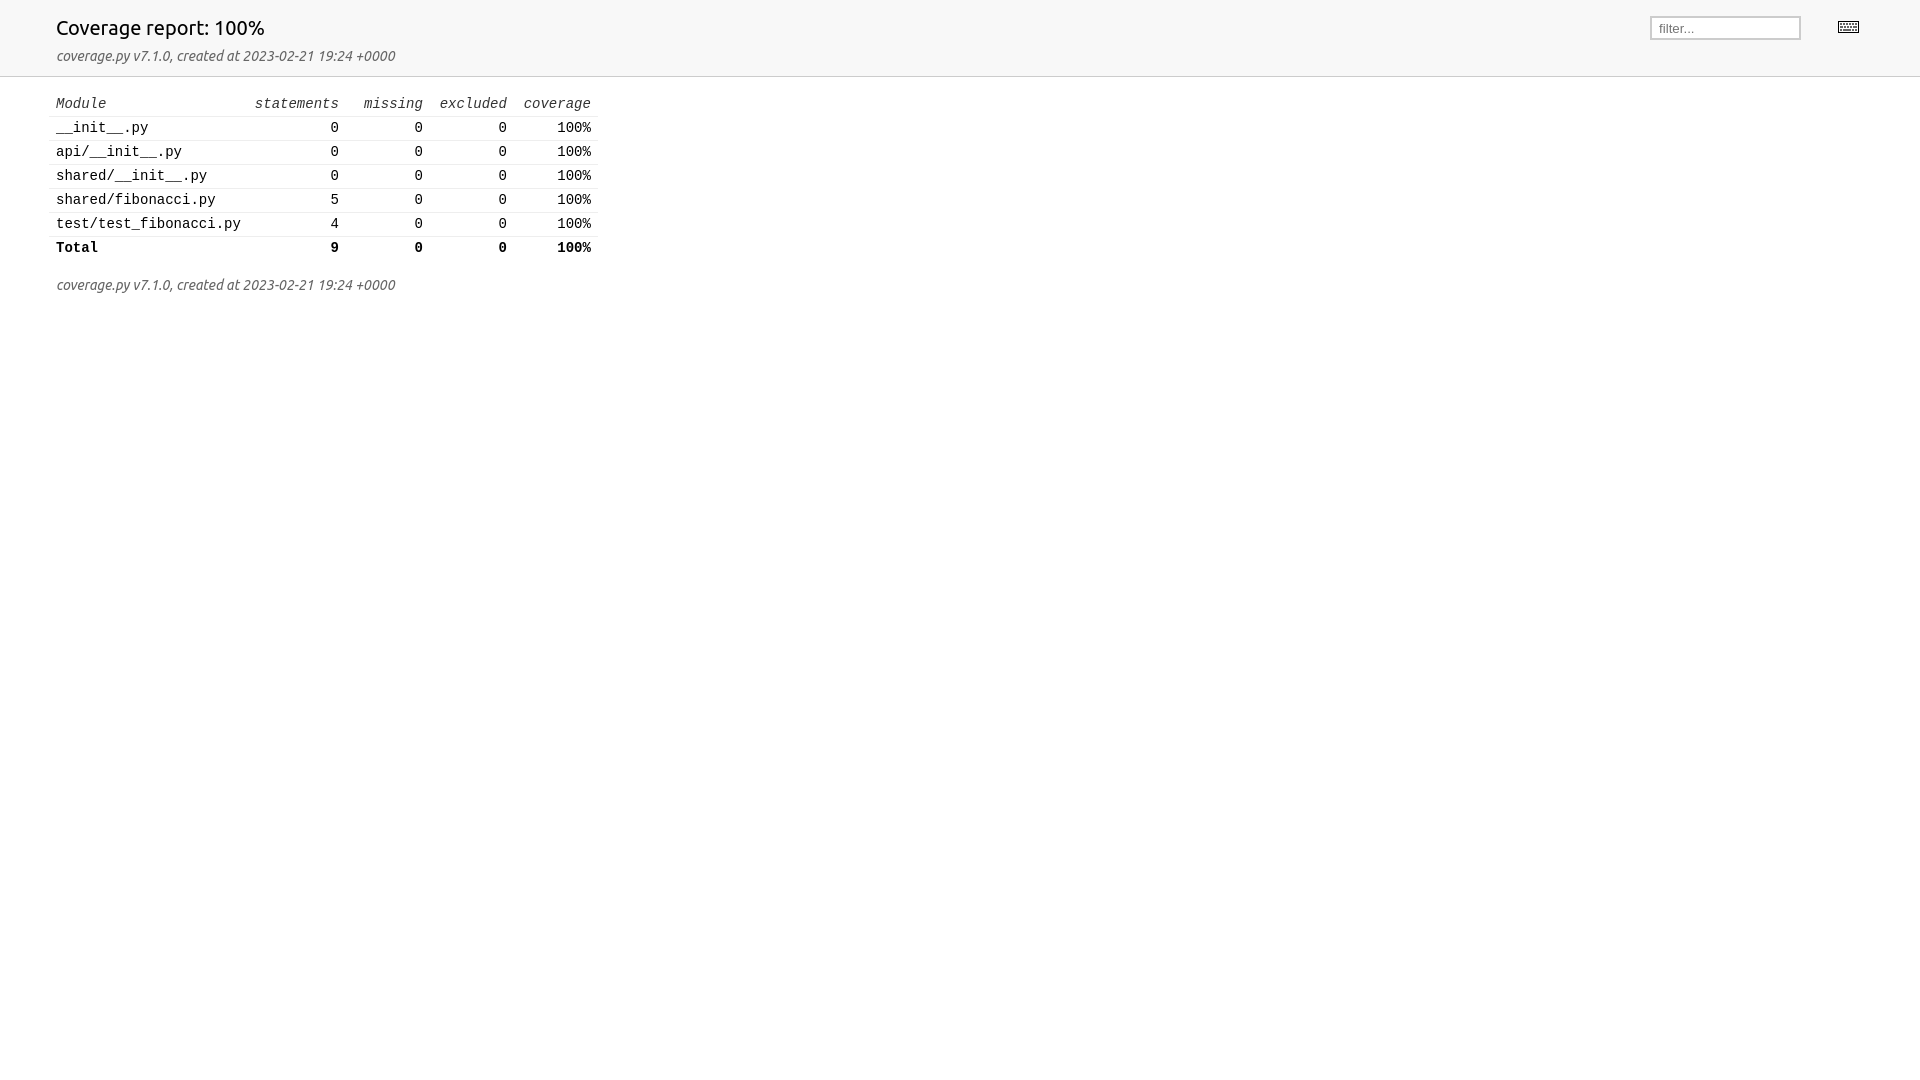 Coverage report: 100%
filter...
coverage.py v7.1.0, created at 2023-02-21 19:24 +0000
Module statements missing excluded coverage
__init__.py 0 0 0 100%
api/__init__.py 0 0 0 100%
shared/__init__.py 0 0 0 100%
shared/fibonacci.py 5 0 0 100%
test/test_fibonacci.py 4 0 0 100%
Total 9 0 0 100%
coverage.py v7.1.0, created at 2023-02-21 19:24 +0000